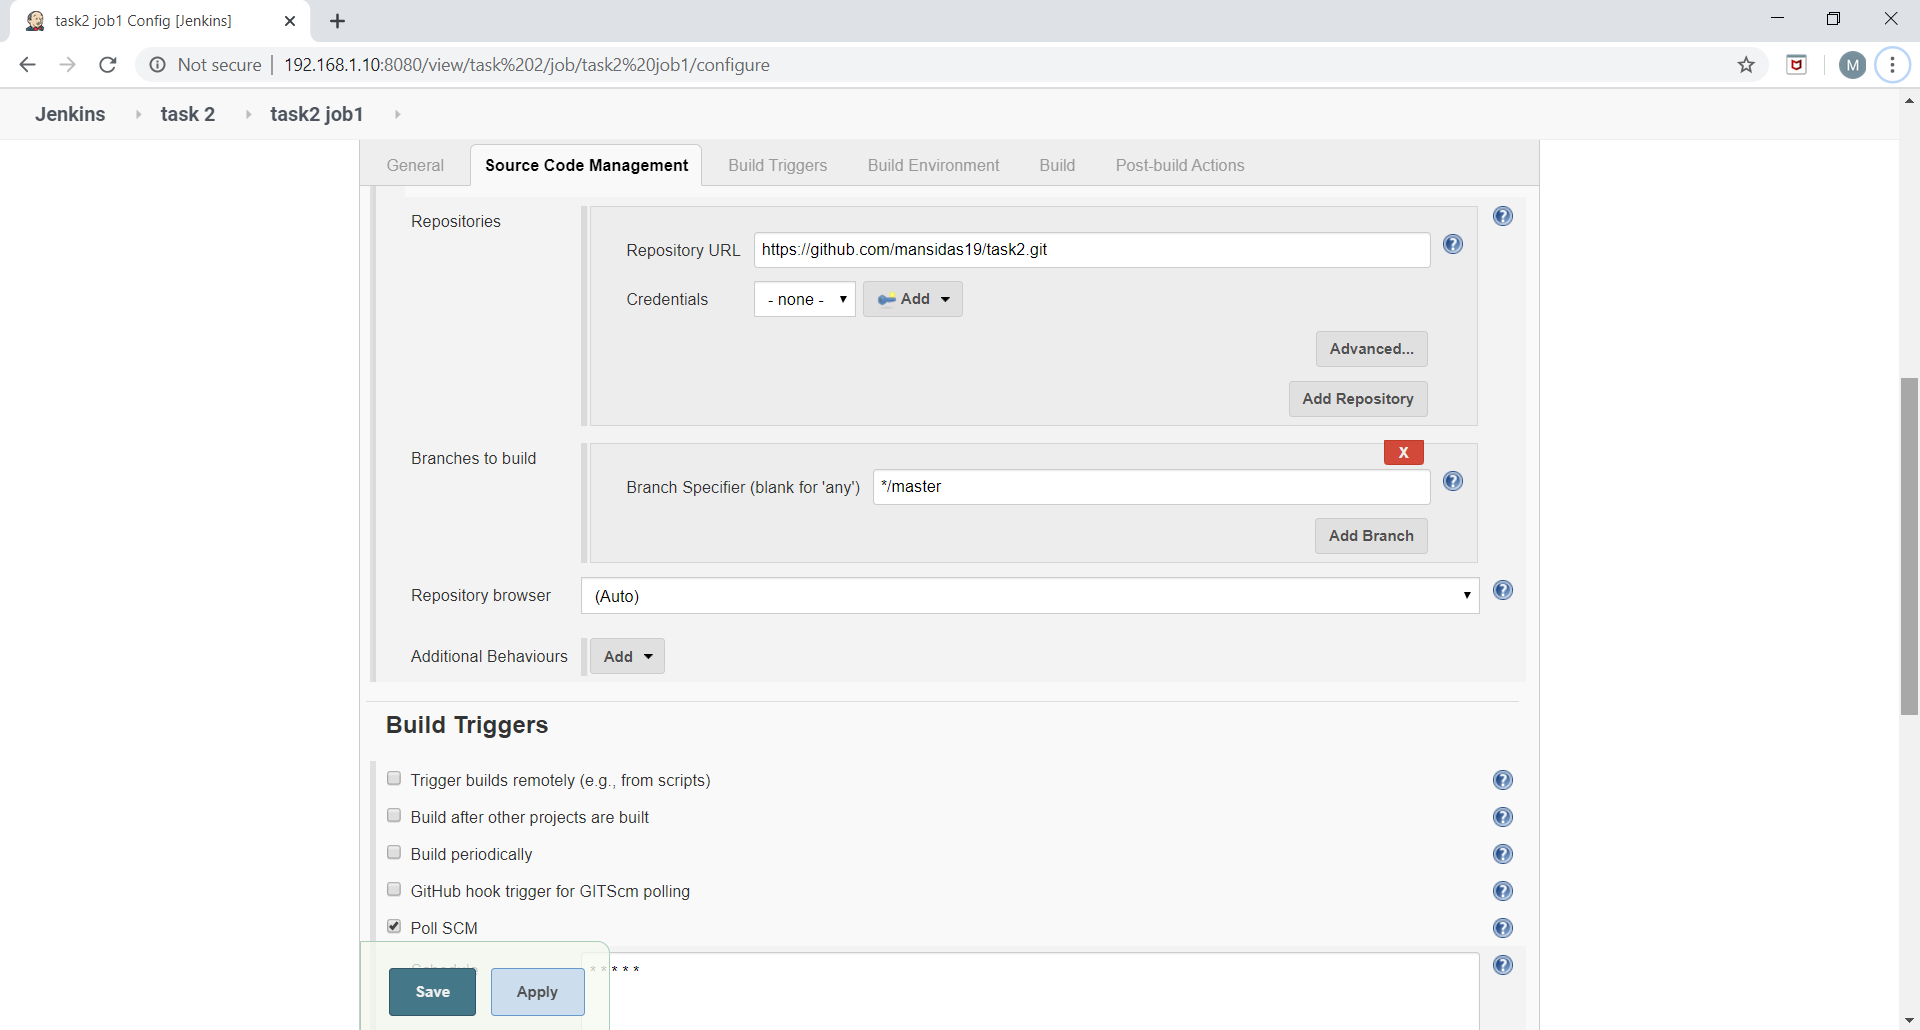 task2 job1 Config [Jenkins]
Not secure | 192.168.1.10:8080/view/task%202/job/task2%20job1/configure
M
Jenkins task 2 task2 job1
General Source Code Management Build Triggers Build Environment Build Post-build Actions
Repositories
Repository URL https://github.com/mansidas19/task2.git
Credentials - none - Add
Advanced...
Add Repository
Branches to build
X
Branch Specifier (blank for 'any') */master
Add Branch
Repository browser (Auto)
Additional Behaviours Add
Build Triggers
Trigger builds remotely (e.g., from scripts)
Build after other projects are built
Build periodically
GitHub hook trigger for GITScm polling
Poll SCM
Schedule * * * * *
Save Apply